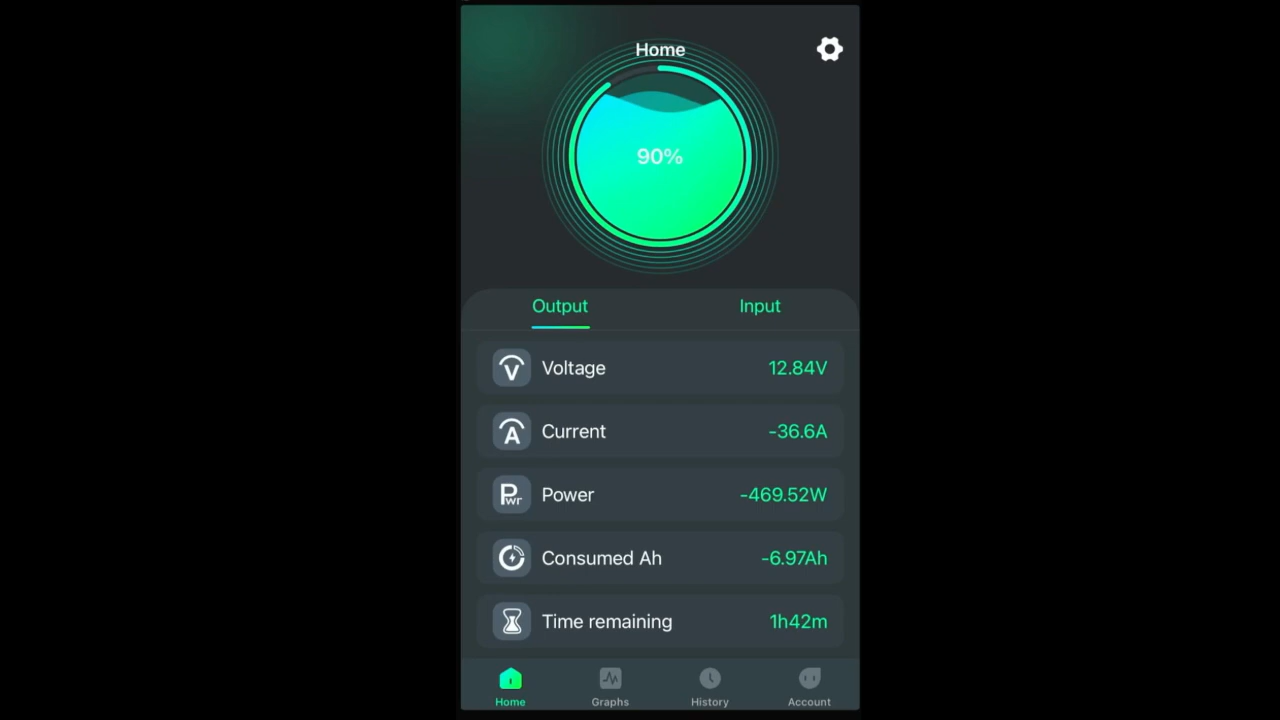 Home
90%
Output Input
V Voltage 12.84V
A Current -36.6A
Pwr Power -469.52W
Consumed Ah -6.97Ah
Time remaining 1h42m
Home Graphs History Account